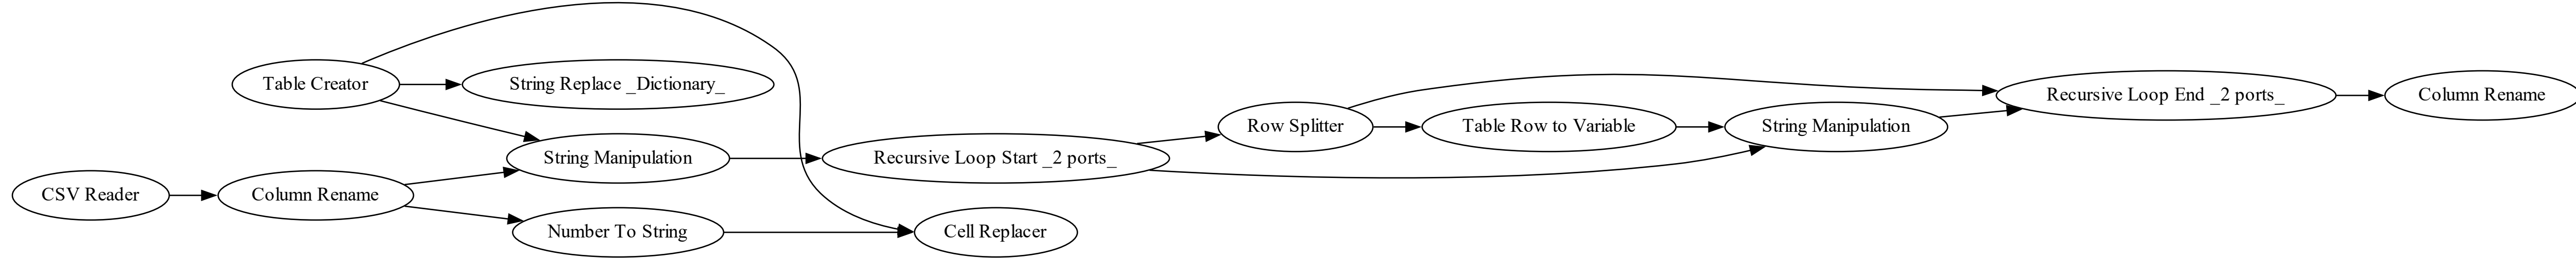 CSV Reader
Table Creator
Column Rename
String Replace _Dictionary_
String Manipulation
Number To String
Recursive Loop Start _2 ports_
Cell Replacer
Row Splitter
Table Row to Variable
String Manipulation
Recursive Loop End _2 ports_
Column Rename